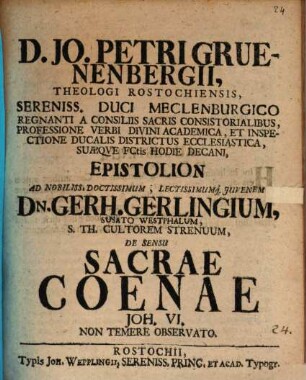 24
D. JO. PETRI GRUE-
NENBERGII,
THEOLOGI ROSTOCHIENSIS,
SERENISS. DUCI MECLENBURGICO
REGNANTI A CONSILIIS SACRIS CONSISTORIALIBUS,
PROFESSIONE VERBI DIVINI ACADEMICA, ET INSPE-
CTIONE DUCALIS DISTRICTUS ECCLESIASTICA,
SUÆQVE FCtis HODIE DECANI,
EPISTOLION
AD NOBILISS. DOCTISSIMUM, LECTISSIMUMq́; JUVENEM
DN. GERH. GERLINGIUM,
SUSATO WESTPHALUM,
S. TH. CULTOREM STRENUUM,
DE SENSU
SACRAE
COENAE
JOH. VI,
NON TEMERE OBSERVATO.
24.
ROSTOCHII,
Typis JOH. WEPPLINGII, SERENISS. PRINC. ET ACAD. Typogr.